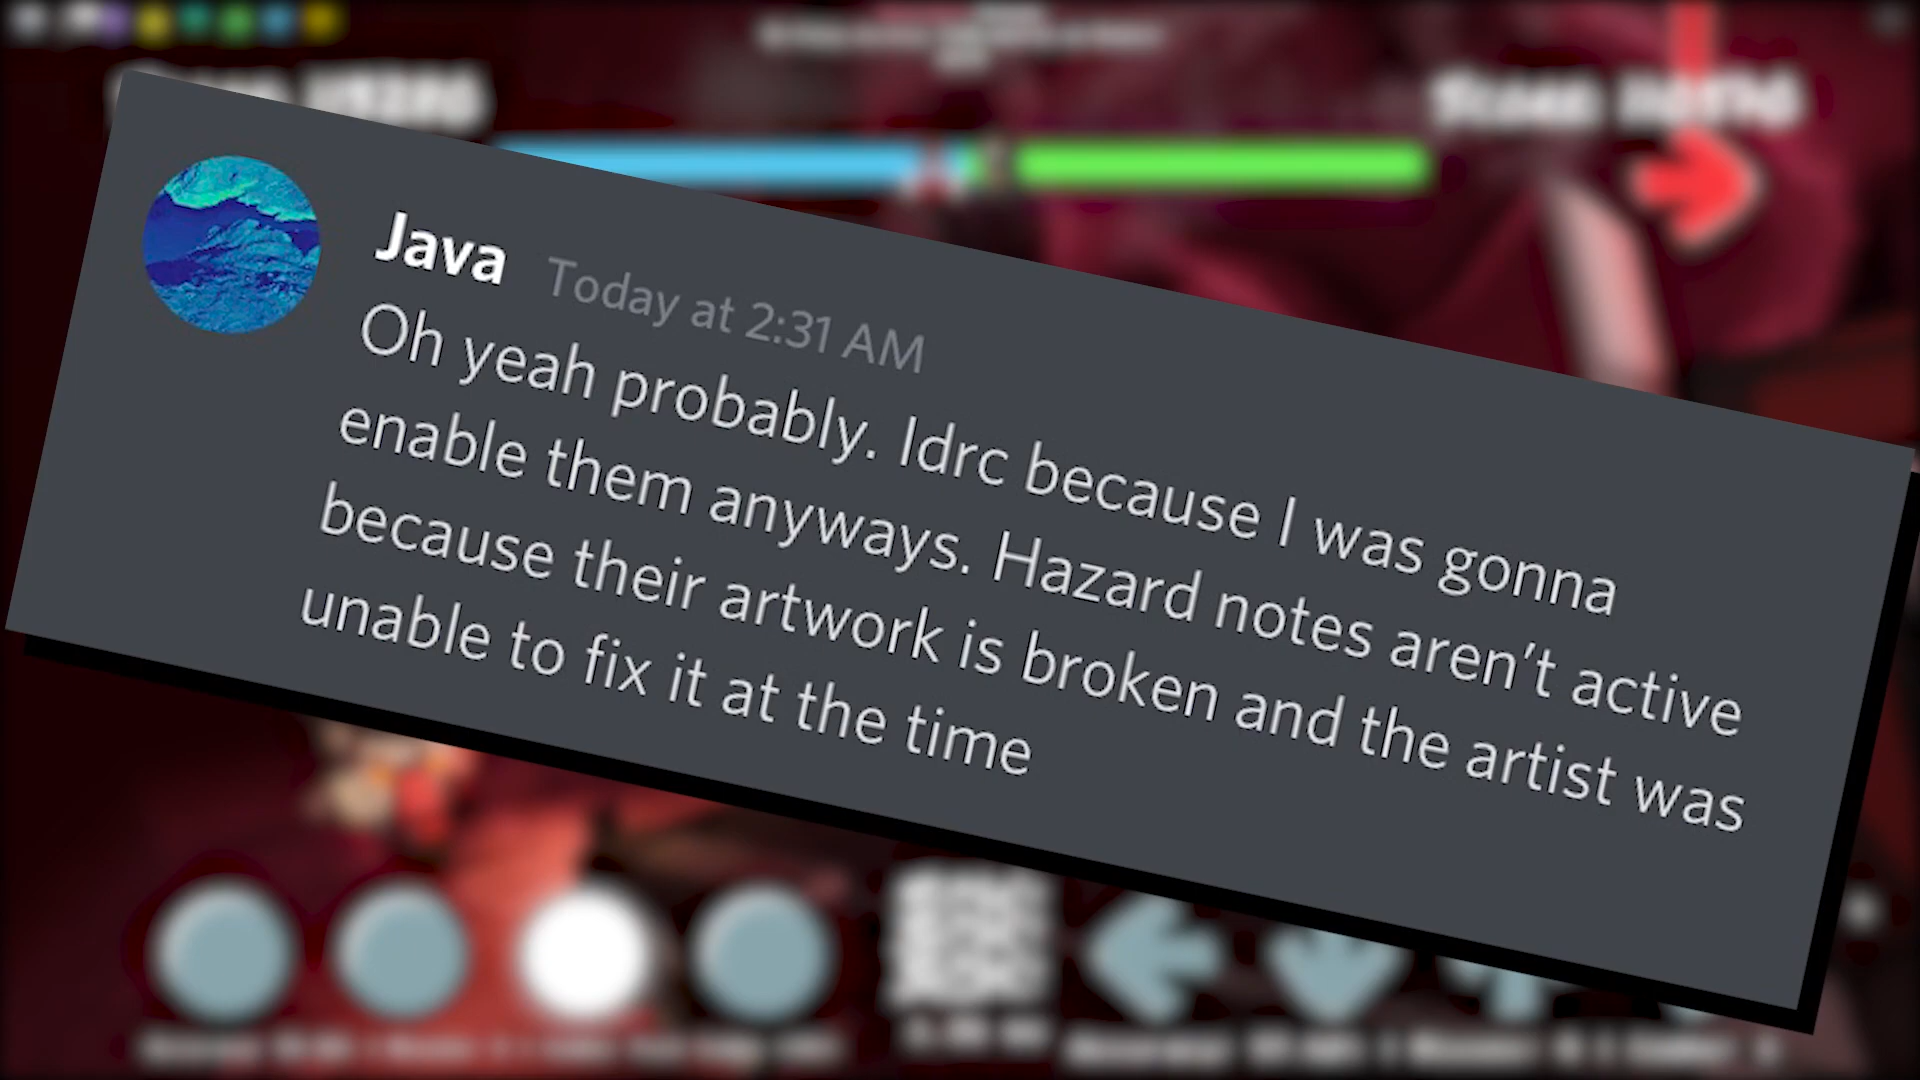 Java Today at 2:31 AM
Oh yeah probably. Idrc because I was gonna
enable them anyways. Hazard notes aren't active
because their artwork is broken and the artist was
unable to fix it at the time